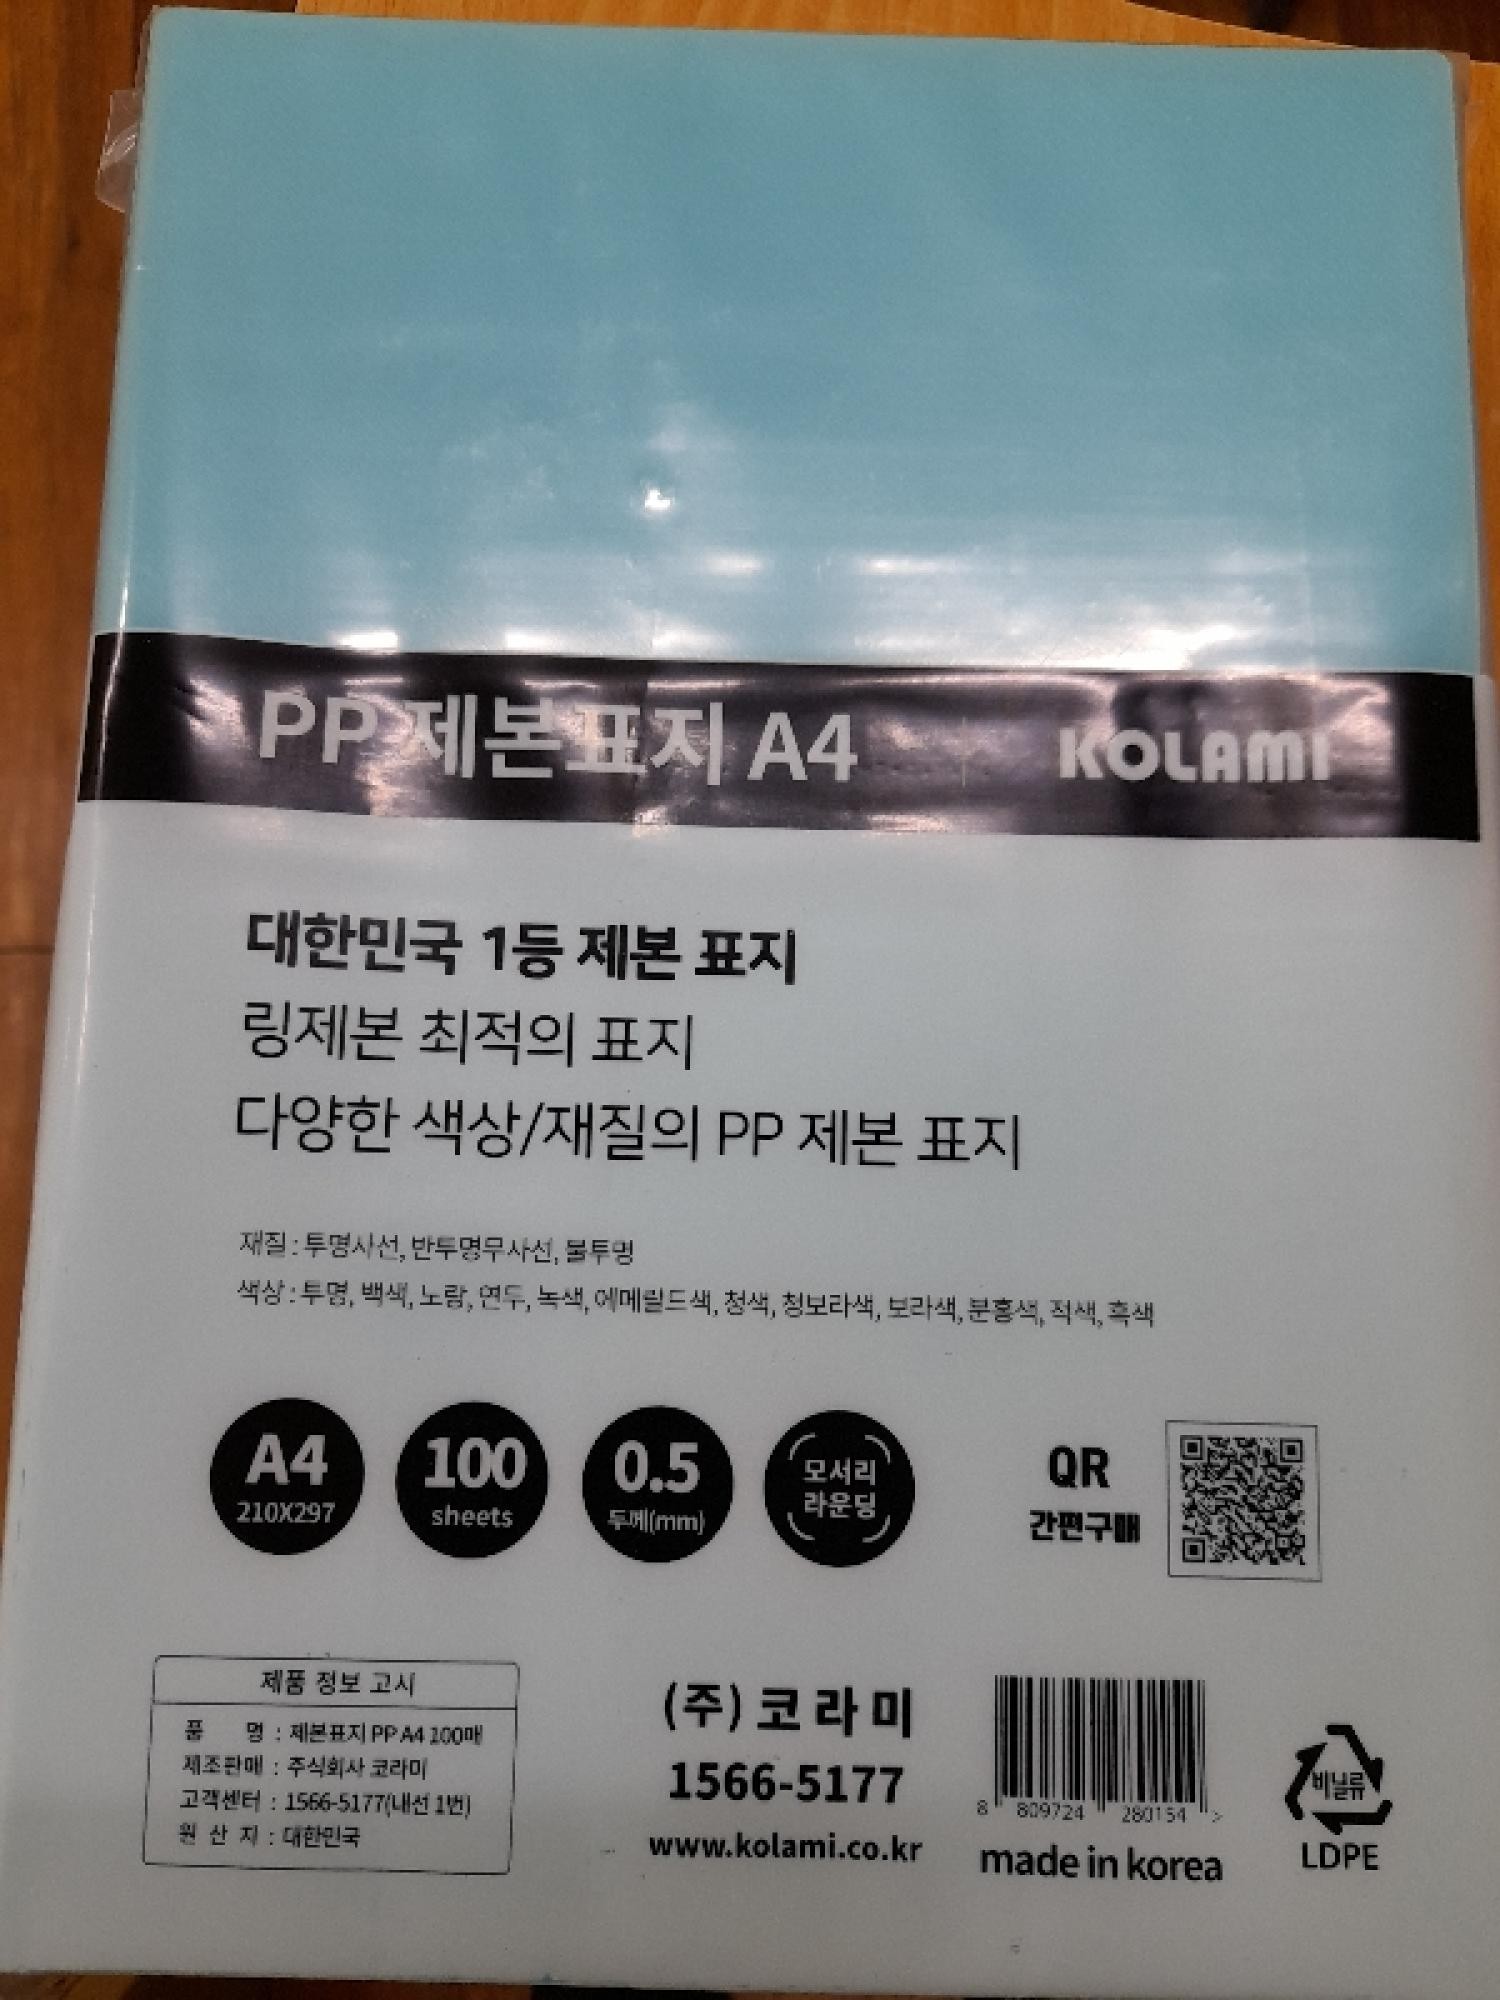 PP 제본표지 A4
KOLAMI
대한민국 1등 제본 표지
링제본 최적의 표지
다양한 색상/재질의 PP 제본 표지
재질 : 투명사선, 반투명무사선, 불투명
색상 : 투명, 백색, 노랑, 연두, 녹색, 에메랄드색, 청색, 청보라색, 보라색, 분홍색, 적색, 흑색
A4
210X297
100
sheets
0.5
두께(mm)
모서리
라운딩
QR
간편구매
제품 정보 고시
품 명 : 제본표지 PP A4 100매
제조판매 : 주식회사 코라미
고객센터 : 1566-5177(내선 1번)
원 산 지 : 대한민국
(주) 코라미
1566-5177
www.kolami.co.kr
8 809724 280154 >
made in korea
비닐류
LDPE